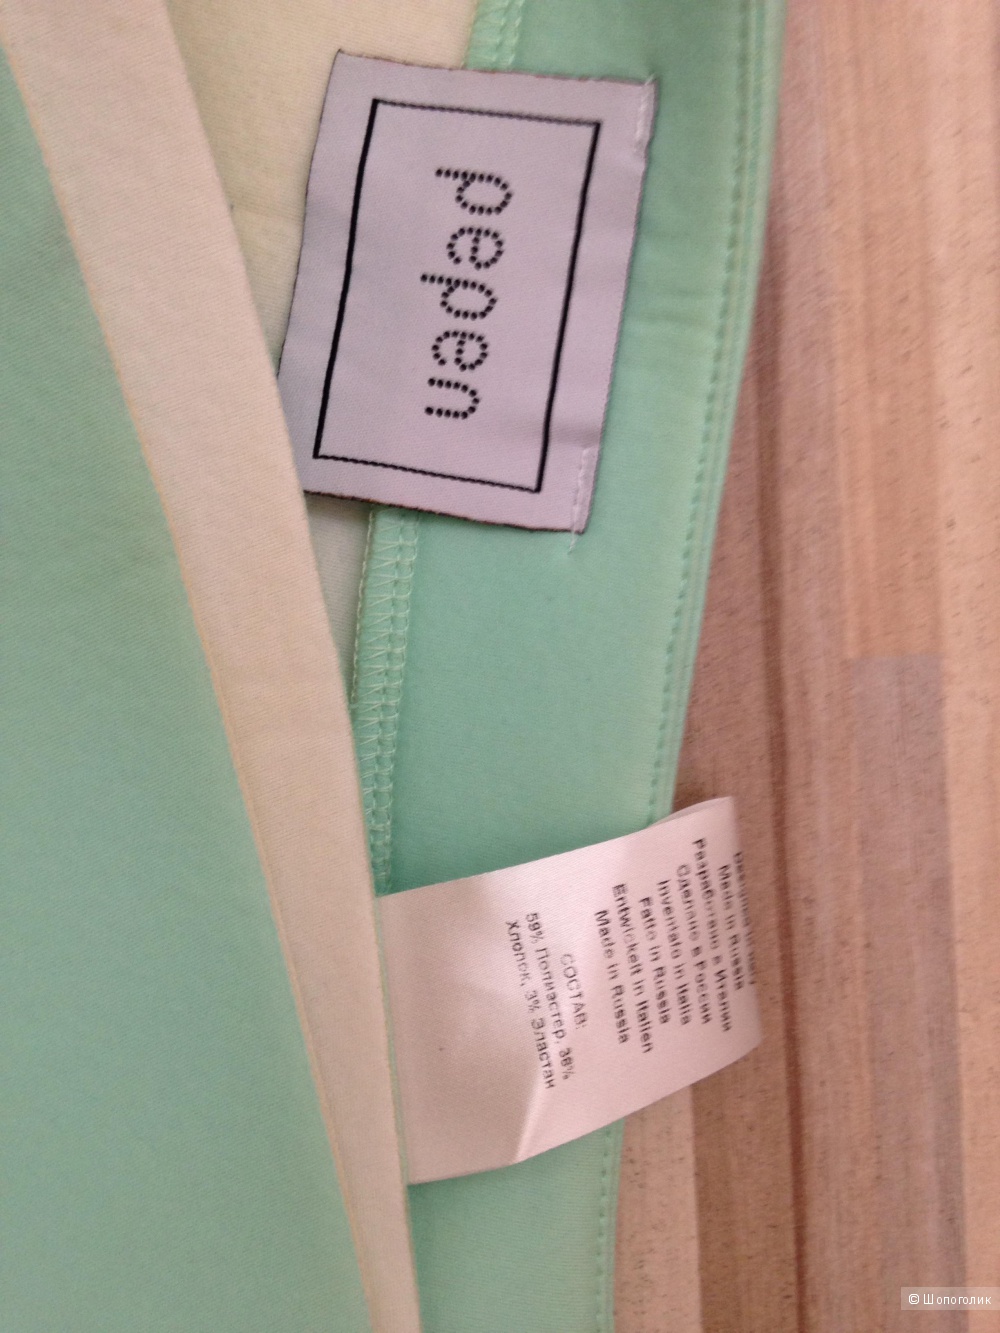 pepen
Made in Russia
Разработано в Италии
Сделано в России
Inventato in Italia
Fatto in Russia
Entwickelt in Italien
Made in Russia
СОСТАВ:
59% Полиэстер, 38%
Хлопок, 3% Эластан
© Шопоголик